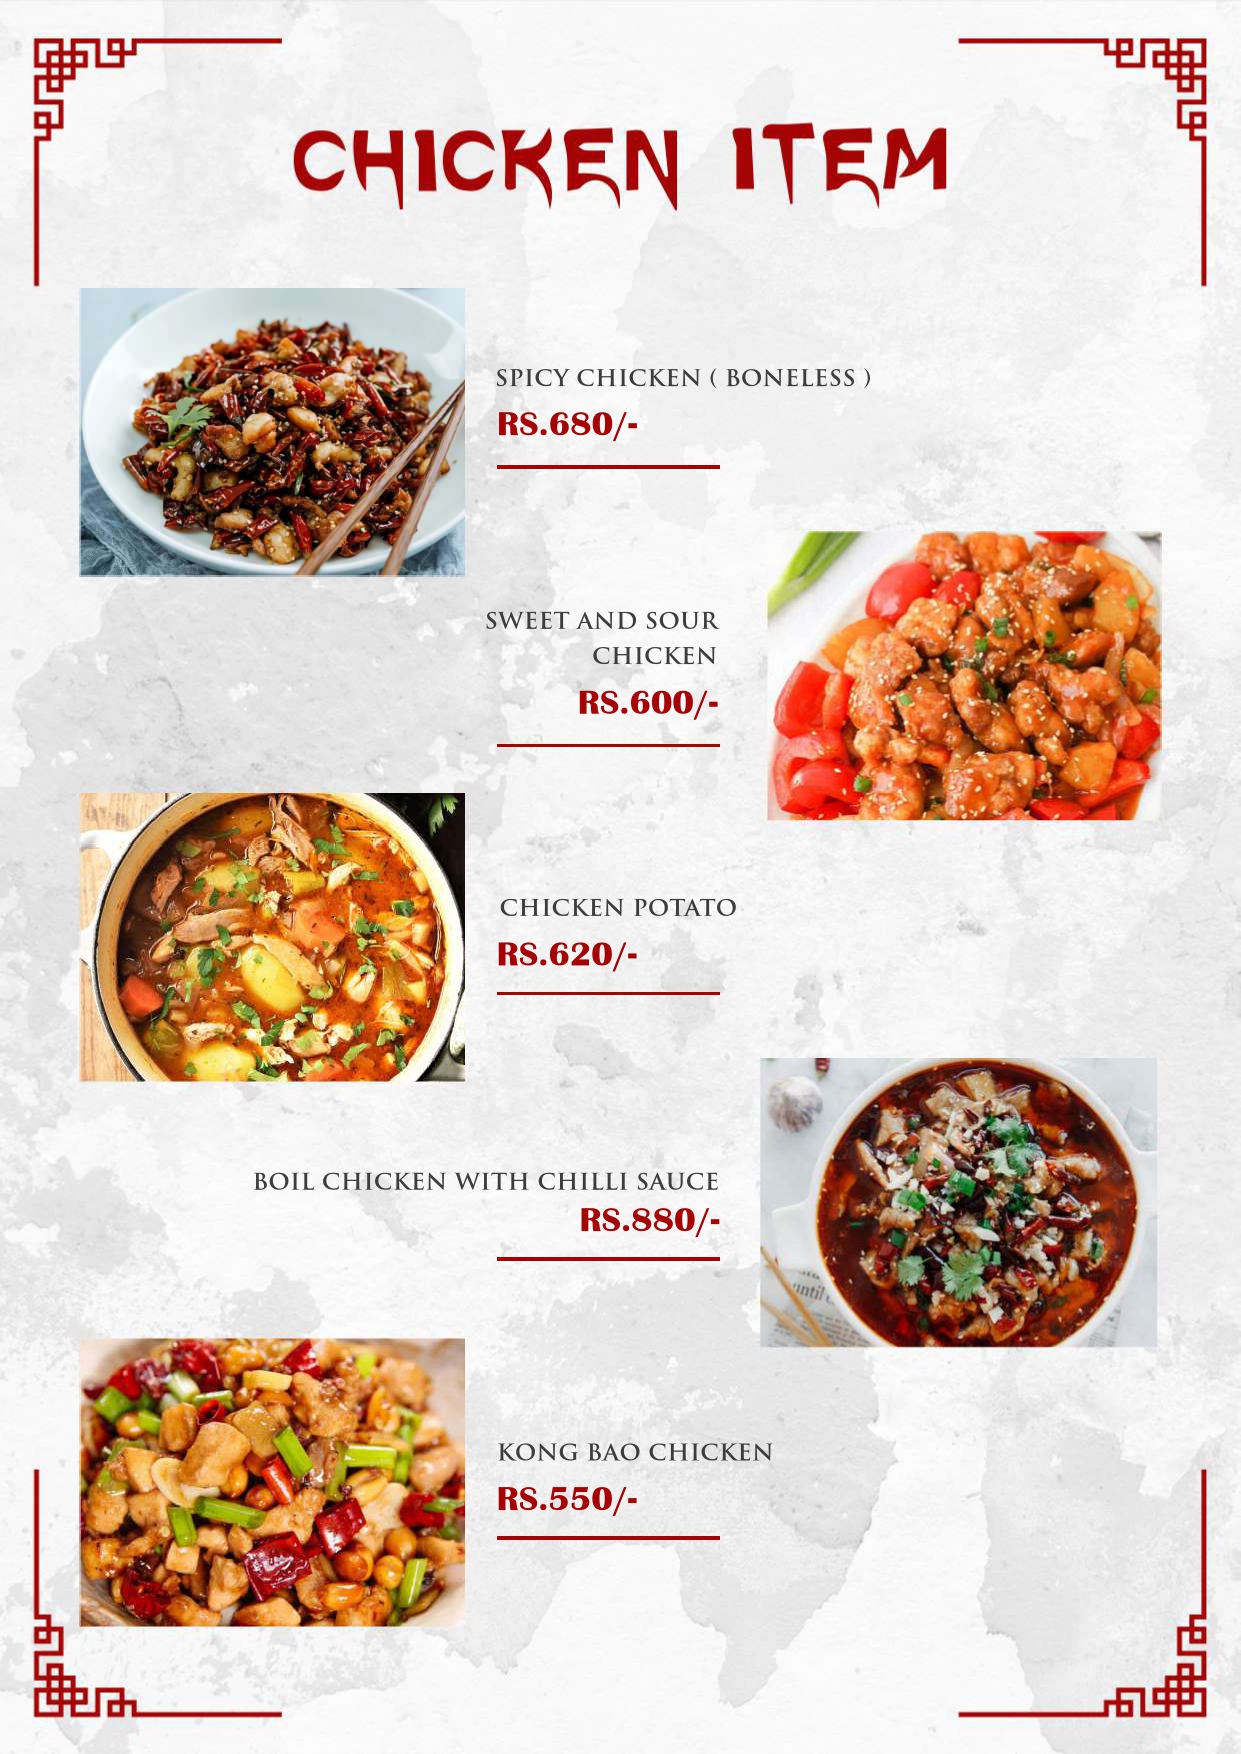 CHICKEN ITEM
SPICY CHICKEN ( BONELESS )
RS.680/-
SWEET AND SOUR
CHICKEN
RS.600/-
CHICKEN POTATO
RS.620/-
BOIL CHICKEN WITH CHILLI SAUCE
RS.880/-
until
KONG BAO CHICKEN
RS.550/-